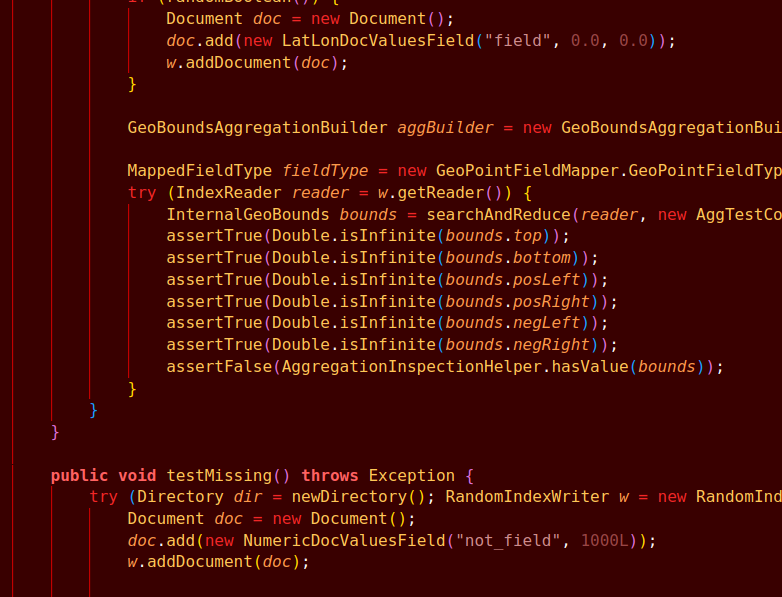 if (randomBoolean()) {
Document doc = new Document();
doc.add(new LatLonDocValuesField("field", 0.0, 0.0));
w.addDocument(doc);
}
GeoBoundsAggregationBuilder aggBuilder = new GeoBoundsAggregationBui
MappedFieldType fieldType = new GeoPointFieldMapper.GeoPointFieldTyp
try (IndexReader reader = w.getReader()) {
InternalGeoBounds bounds = searchAndReduce(reader, new AggTestCo
assertTrue(Double.isInfinite(bounds.top));
assertTrue(Double.isInfinite(bounds.bottom));
assertTrue(Double.isInfinite(bounds.posLeft));
assertTrue(Double.isInfinite(bounds.posRight));
assertTrue(Double.isInfinite(bounds.negLeft));
assertTrue(Double.isInfinite(bounds.negRight));
assertFalse(AggregationInspectionHelper.hasValue(bounds));
}
}
}
public void testMissing() throws Exception {
try (Directory dir = newDirectory(); RandomIndexWriter w = new RandomInd
Document doc = new Document();
doc.add(new NumericDocValuesField("not_field", 1000L));
w.addDocument(doc);